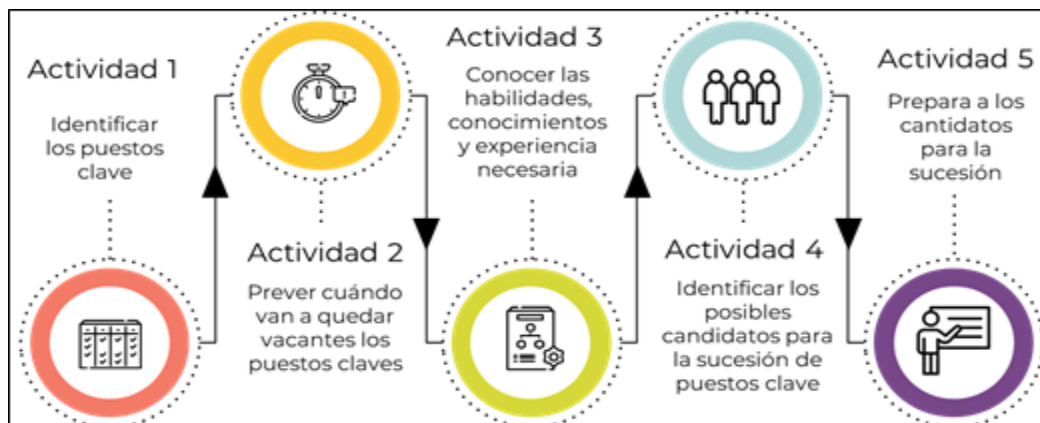 Actividad 1
Identificar
los puestos
clave
Actividad 2
Prever cuándo
van a quedar
vacantes los
puestos claves
Actividad 3
Conocer las
habilidades,
conocimientos
y experiencia
necesaria
Actividad 4
Identificar los
posibles
candidatos para
la sucesión de
puestos clave
Actividad 5
Prepara a los
cantidatos
para la
sucesión